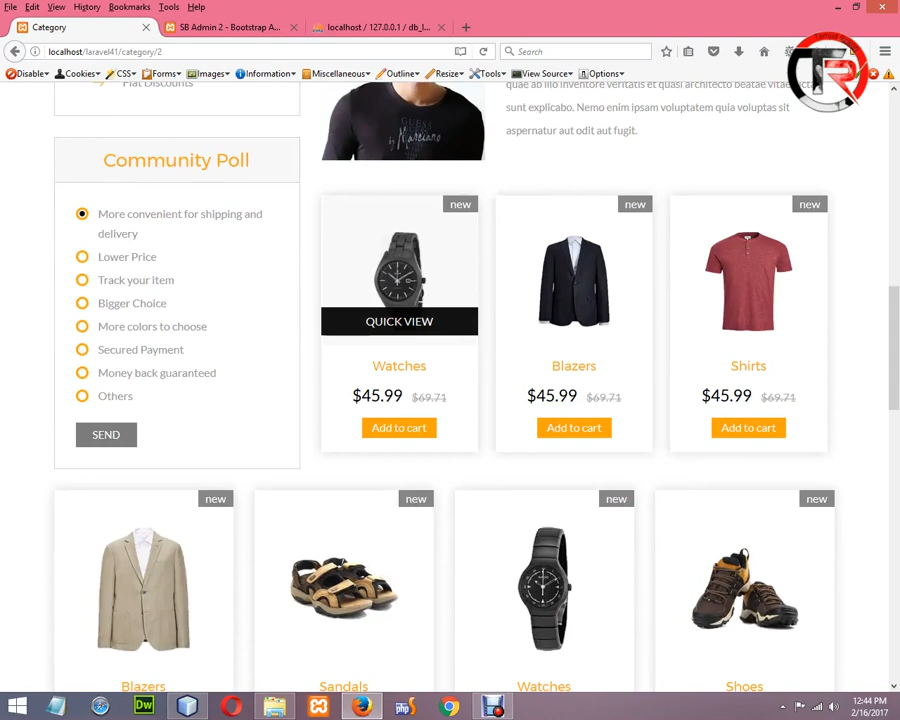 File Edit View History Bookmarks Tools Help
Category
SB Admin 2 - Bootstrap A...
localhost / 127.0.0.1 / db_l...
localhost/laravel41/category/2
Search
Disable Cookies CSS Forms Images Information Miscellaneous Outline Resize Tools View Source Options
TR
Flat Discounts
quae ab illo inventore veritatis et quasi architecto beatae vitae
sunt explicabo. Nemo enim ipsam voluptatem quia voluptas sit
aspernatur aut odit aut fugit.
GUESS
by Marciano
Community Poll
More convenient for shipping and
delivery
Lower Price
Track your item
Bigger Choice
More colors to choose
Secured Payment
Money back guaranteed
Others
SEND
new
QUICK VIEW
Watches
$45.99 $69.71
Add to cart
new
Blazers
$45.99 $69.71
Add to cart
new
Shirts
$45.99 $69.71
Add to cart
new
Blazers
new
Sandals
new
Watches
new
Shoes
Dw
php
12:44 PM
2/16/2017